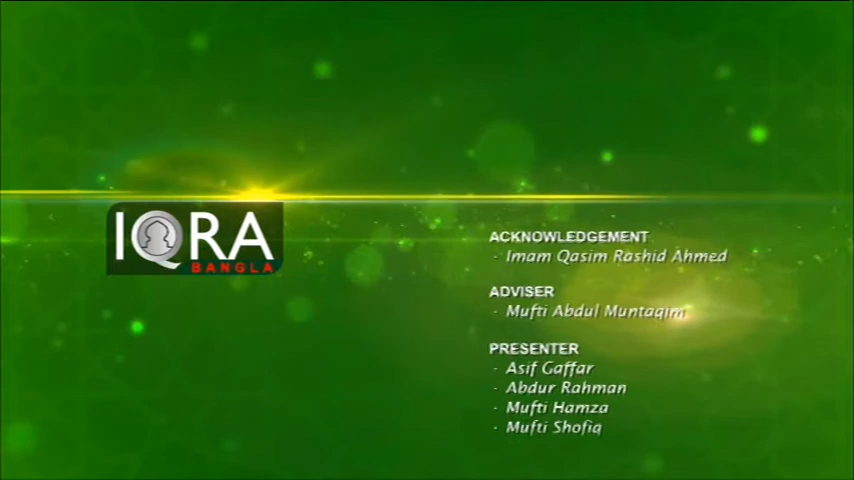 IQRA
BANGLA
ACKNOWLEDGEMENT
- Imam Qasim Rashid Ahmed
ADVISER
- Mufti Abdul Muntaqim
PRESENTER
- Asif Gaffar
- Abdur Rahman
- Mufti Hamza
- Mufti Shofiq